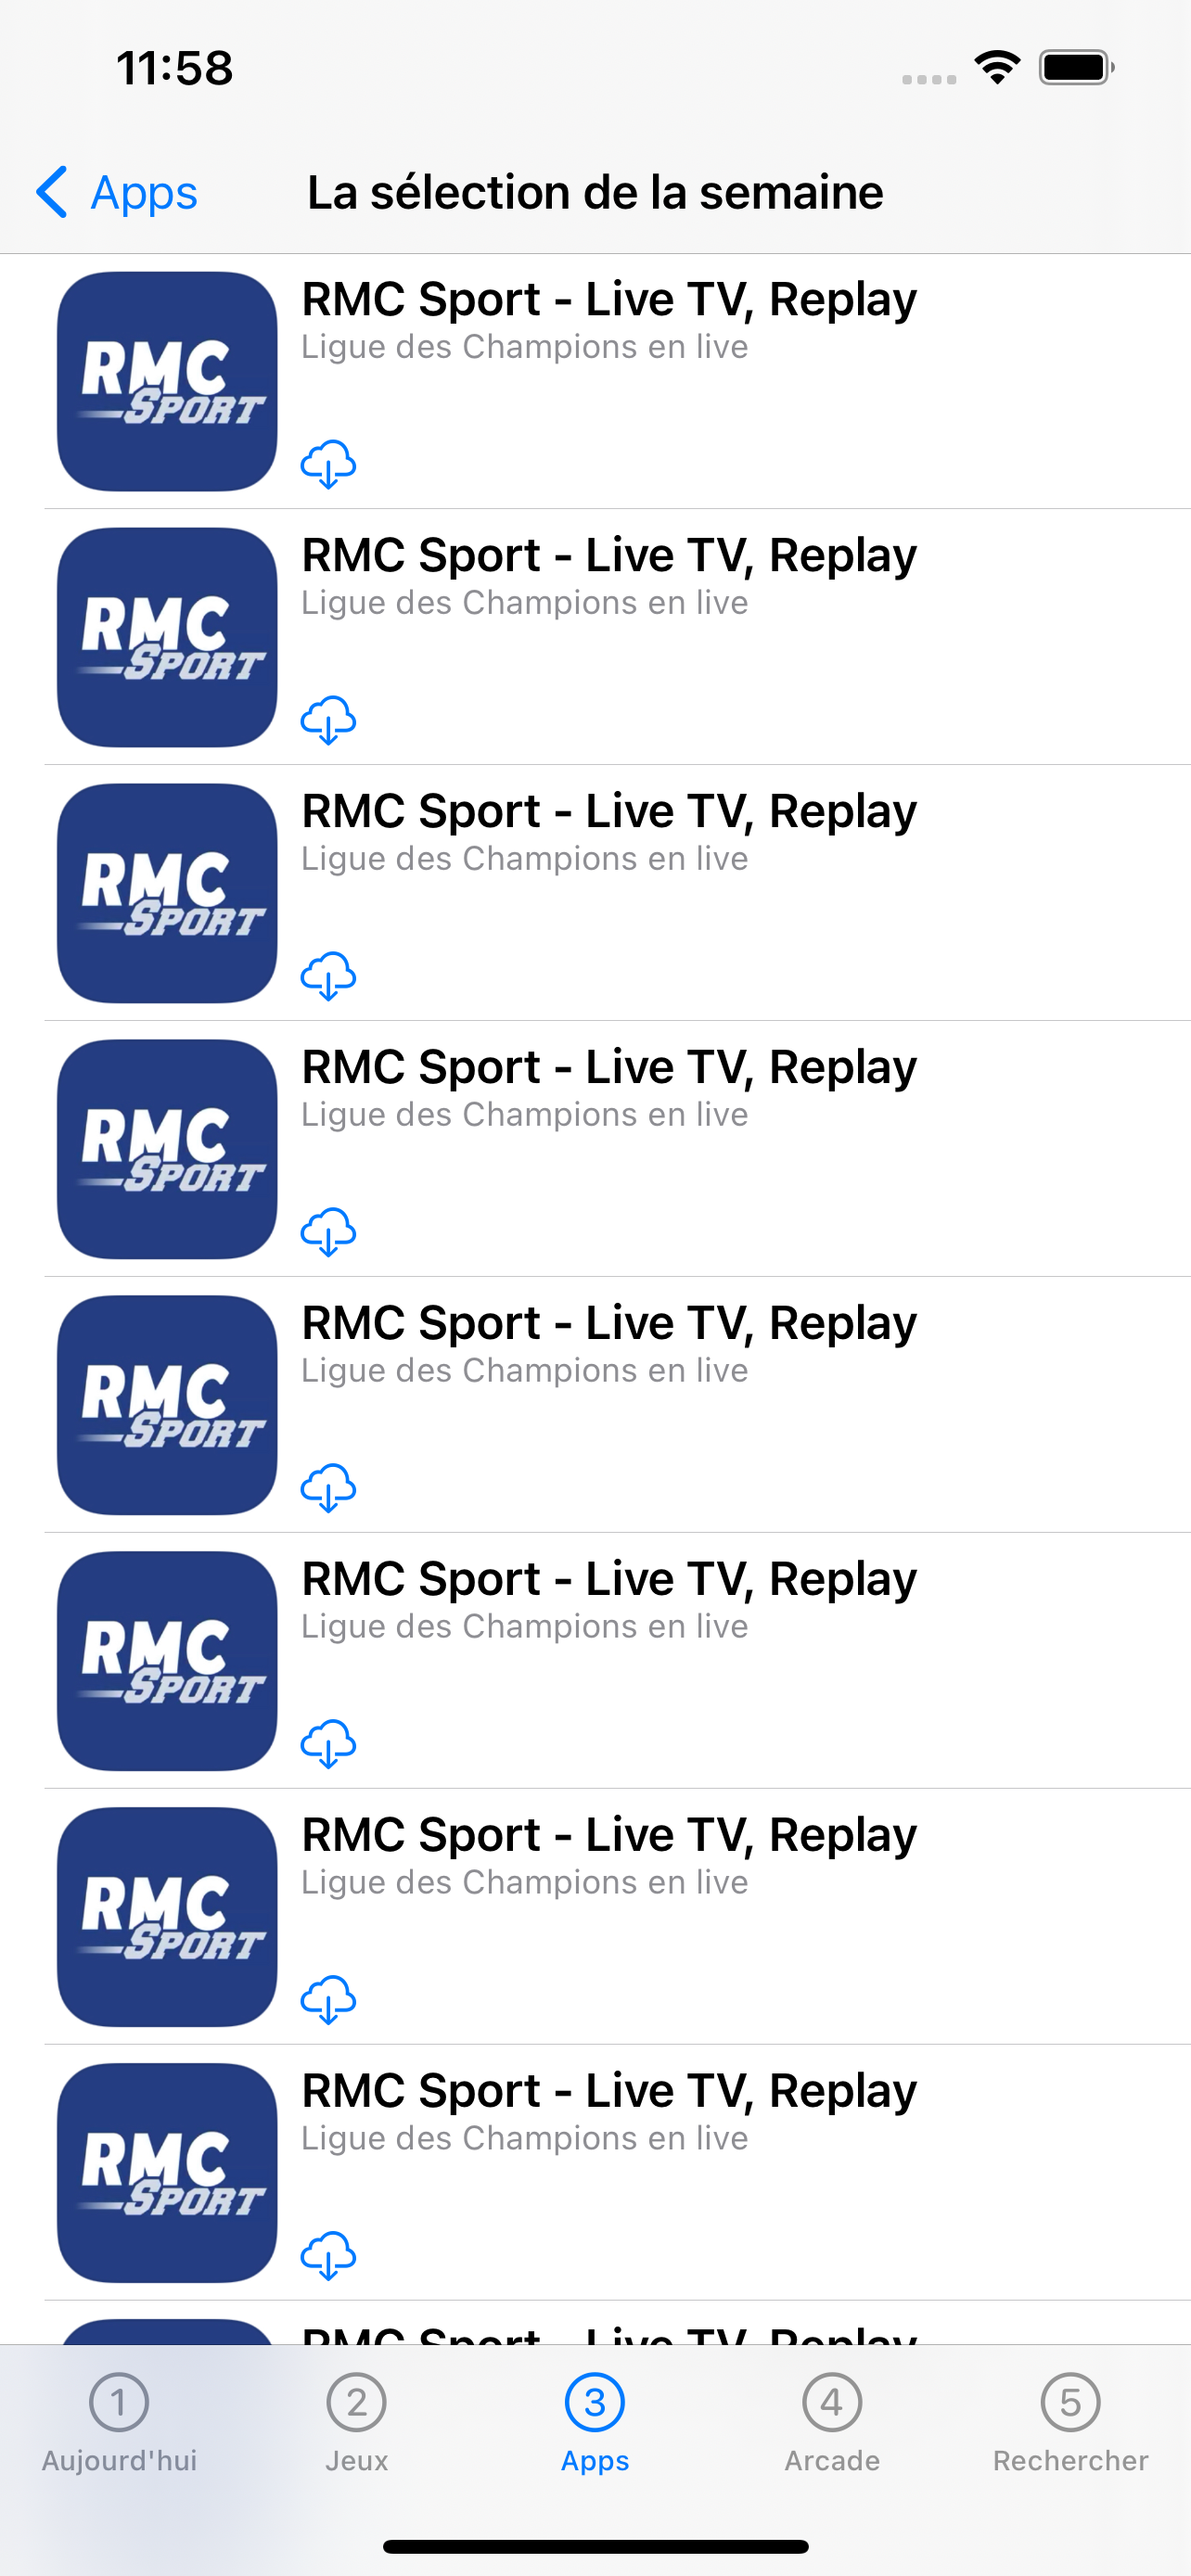 11:58
Apps
La sélection de la semaine
RMC Sport - Live TV, Replay
Ligue des Champions en live
RMC
SPORT
RMC Sport - Live TV, Replay
Ligue des Champions en live
RMC
SPORT
RMC Sport - Live TV, Replay
Ligue des Champions en live
RMC
SPORT
RMC Sport - Live TV, Replay
Ligue des Champions en live
RMC
SPORT
RMC Sport - Live TV, Replay
Ligue des Champions en live
RMC
SPORT
RMC Sport - Live TV, Replay
Ligue des Champions en live
RMC
SPORT
RMC Sport - Live TV, Replay
Ligue des Champions en live
RMC
SPORT
RMC Sport - Live TV, Replay
Ligue des Champions en live
RMC
SPORT
RMC Sport - Live TV, Replay
1 2 3 4 5
Aujourd'hui Jeux Apps Arcade Rechercher